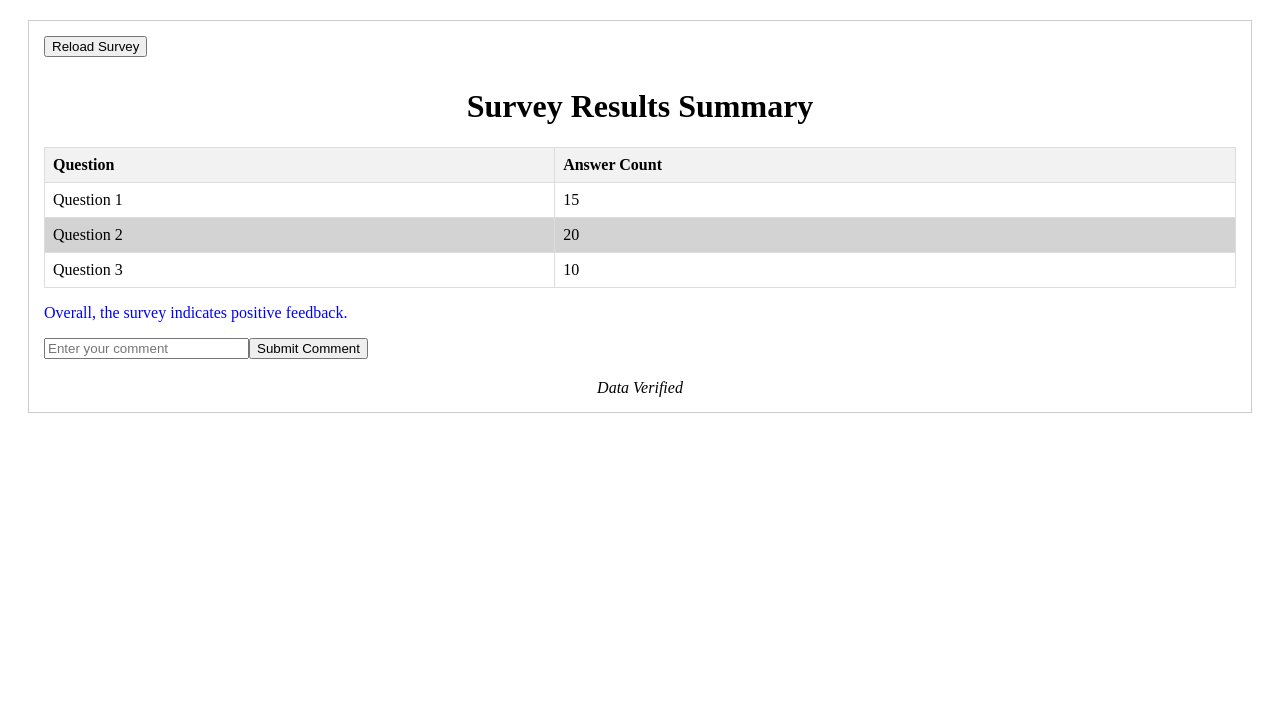 Reload Survey
Survey Results Summary
Question Answer Count
Question 1 15
Question 2 20
Question 3 10
Overall, the survey indicates positive feedback.
Enter your comment Submit Comment
Data Verified